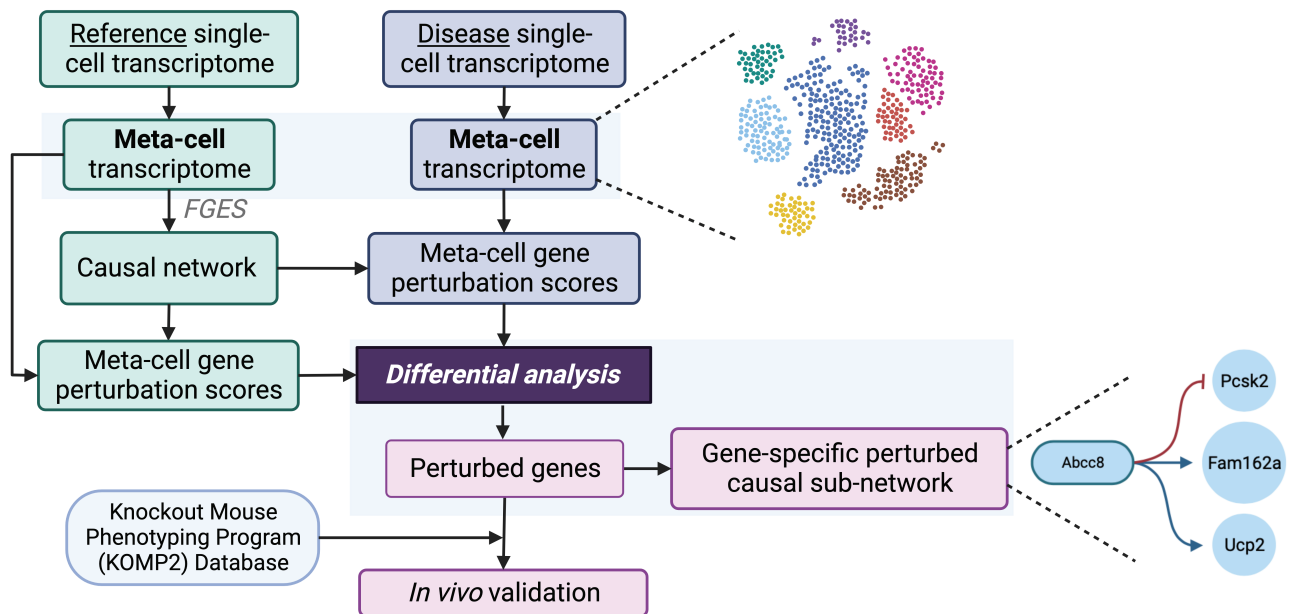 Reference single-
cell transcriptome
Disease single-
cell transcriptome
Meta-cell
transcriptome
Meta-cell
transcriptome
FGES
Causal network
Meta-cell gene
perturbation scores
Meta-cell gene
perturbation scores
Differential analysis
Perturbed genes
Gene-specific perturbed
causal sub-network
Abcc8
Pcsk2
Fam162a
Ucp2
Knockout Mouse
Phenotyping Program
(KOMP2) Database
In vivo validation